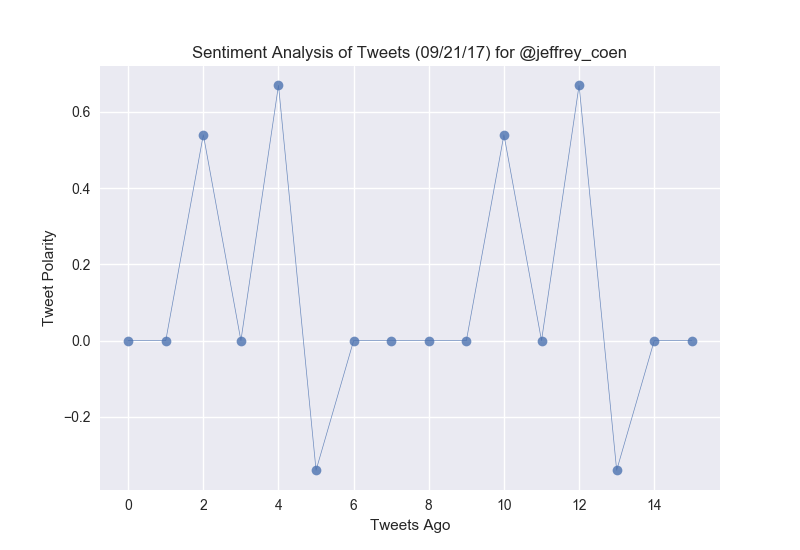 Sentiment Analysis of Tweets (09/21/17) for @jeffrey_coen
0.6
0.4
0.2
0.0
−0.2
Tweet Polarity
0 2 4 6 8 10 12 14
Tweets Ago